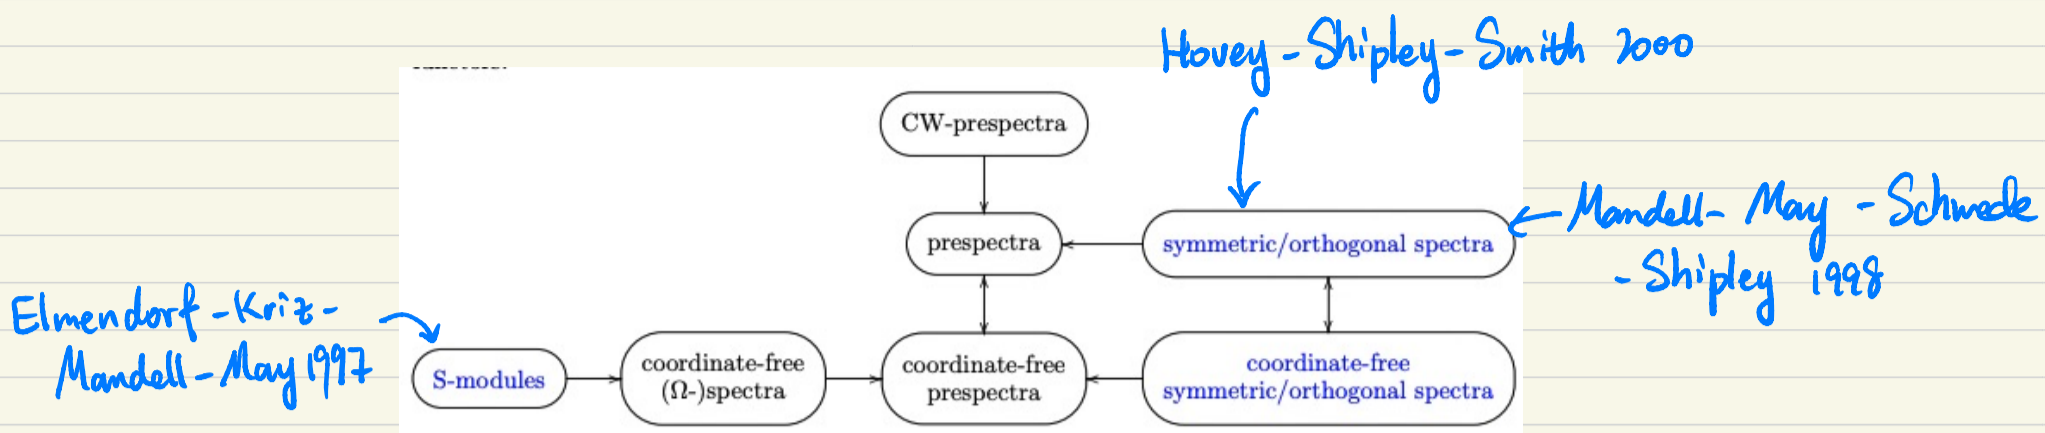 Hovey-Shipley-Smith 2000
CW-prespectra
prespectra
symmetric/orthogonal spectra
Mandell-May-Schwede
-Shipley 1998
Elmendorf-Kriz-
Mandell-May 1997
S-modules
coordinate-free
(Ω-)spectra
coordinate-free
prespectra
coordinate-free
symmetric/orthogonal spectra